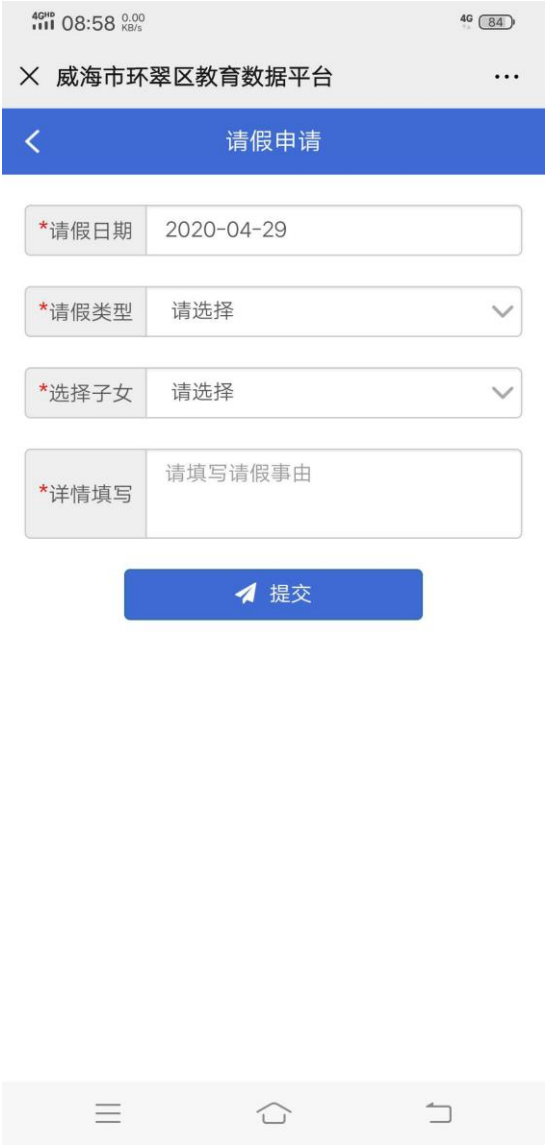 4GHD 08:58 0.00 KB/s 4G 84
威海市环翠区教育数据平台
请假申请
*请假日期 2020-04-29
*请假类型 请选择
*选择子女 请选择
*详情填写 请填写请假事由
提交